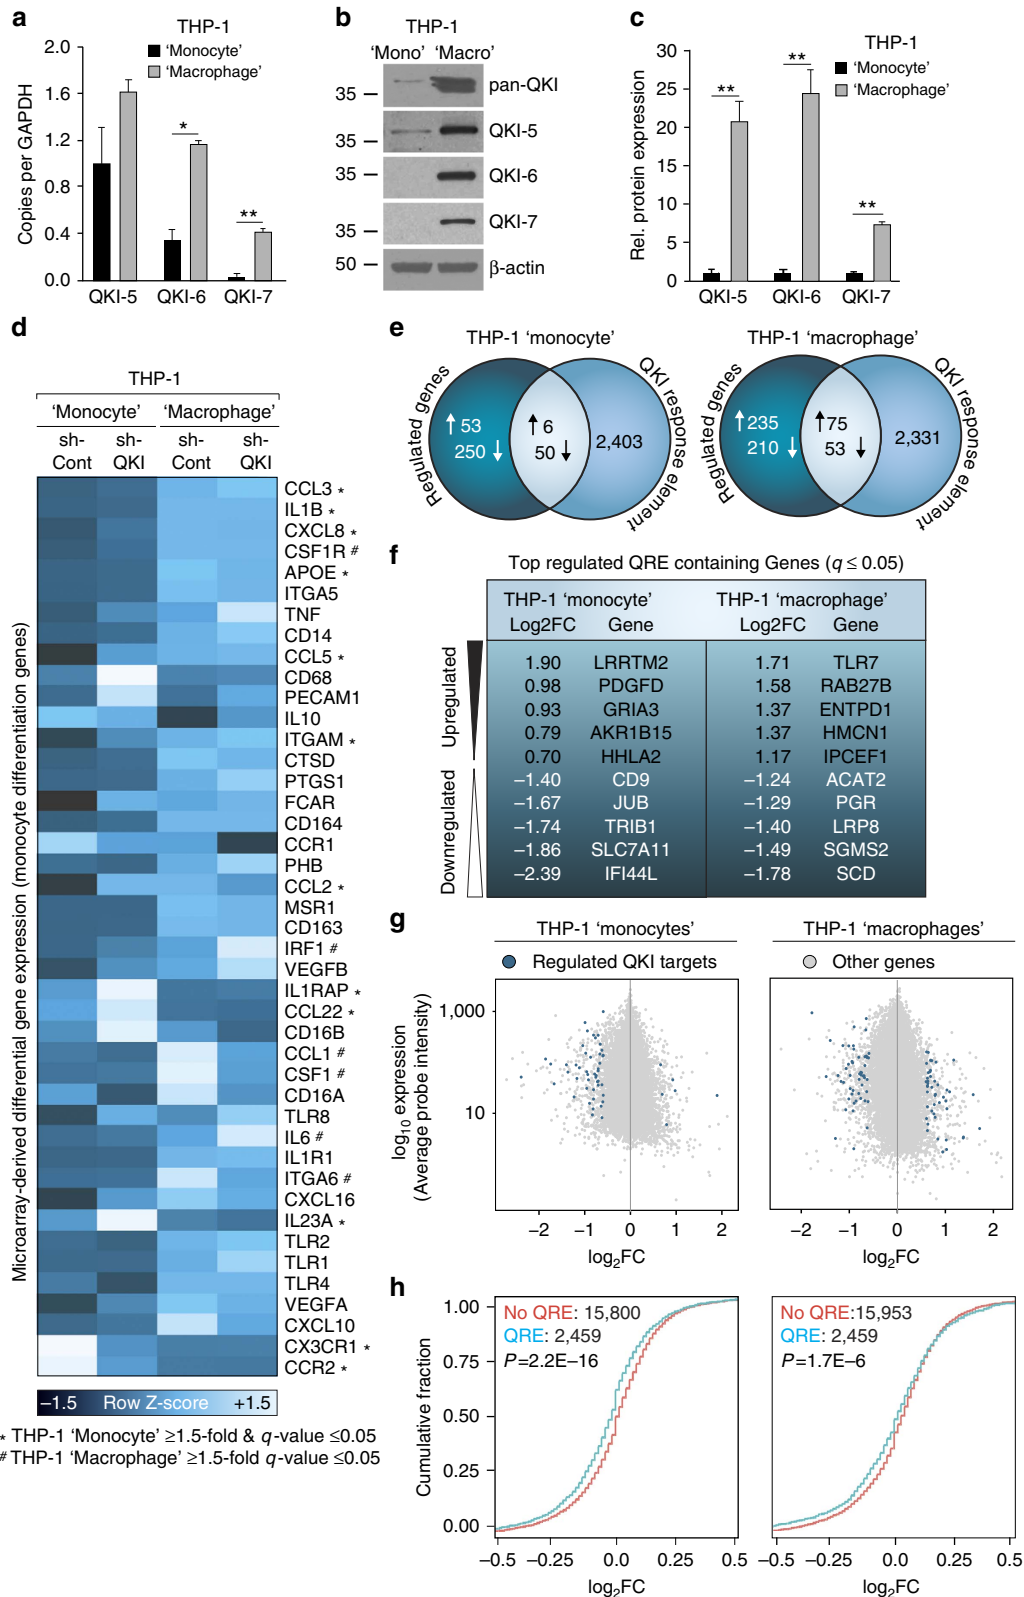 a
THP-1
'Monocyte'
'Macrophage'
Copies per GAPDH
2.0
1.6
1.2
0.8
0.4
0.0
*
**
QKI-5 QKI-6 QKI-7
b
THP-1
'Mono' 'Macro'
35 pan-QKI
35 QKI-5
35 QKI-6
35 QKI-7
50 β-actin
c
THP-1
'Monocyte'
'Macrophage'
Rel. protein expression
30
25
20
15
10
5
0
**
**
**
QKI-5 QKI-6 QKI-7
d
THP-1
'Monocyte' 'Macrophage'
sh-Cont sh-QKI sh-Cont sh-QKI
Microarray-derived differential gene expression (monocyte differentiation genes)
CCL3 *
IL1B *
CXCL8 *
CSF1R #
APOE *
ITGA5
TNF
CD14
CCL5 *
CD68
PECAM1
IL10
ITGAM *
CTSD
PTGS1
FCAR
CD164
CCR1
PHB
CCL2 *
MSR1
CD163
IRF1 #
VEGFB
IL1RAP *
CCL22 *
CD16B
CCL1 #
CSF1 #
CD16A
TLR8
IL6 #
IL1R1
ITGA6 #
CXCL16
IL23A *
TLR2
TLR1
TLR4
VEGFA
CXCL10
CX3CR1 *
CCR2 *
−1.5 Row Z-score +1.5
* THP-1 'Monocyte' ≥1.5-fold & q-value ≤0.05
# THP-1 'Macrophage' ≥1.5-fold q-value ≤0.05
e
THP-1 'monocyte'
Regulated genes
QKI response element
↑ 53
250 ↓
↑ 6
50 ↓
2,403
THP-1 'macrophage'
Regulated genes
QKI response element
↑ 235
210 ↓
↑ 75
53 ↓
2,331
f
Top regulated QRE containing Genes (q ≤ 0.05)
THP-1 'monocyte' THP-1 'macrophage'
Log2FC Gene Log2FC Gene
Upregulated
1.90 LRRTM2 1.71 TLR7
0.98 PDGFD 1.58 RAB27B
0.93 GRIA3 1.37 ENTPD1
0.79 AKR1B15 1.37 HMCN1
0.70 HHLA2 1.17 IPCEF1
Downregulated
−1.40 CD9 −1.24 ACAT2
−1.67 JUB −1.29 PGR
−1.74 TRIB1 −1.40 LRP8
−1.86 SLC7A11 −1.49 SGMS2
−2.39 IFI44L −1.78 SCD
g
THP-1 'monocytes' THP-1 'macrophages'
Regulated QKI targets Other genes
log10 expression
(Average probe intensity)
1,000
10
−2 −1 0 1 2
log2FC
−2 −1 0 1 2
log2FC
h
Cumulative fraction
1.00
0.75
0.50
0.25
0.00
No QRE: 15,800
QRE: 2,459
P=2.2E−16
−0.5 −0.25 0.0 0.25 0.5
log2FC
No QRE:15,953
QRE: 2,459
P=1.7E−6
−0.5 −0.25 0.0 0.25 0.5
log2FC